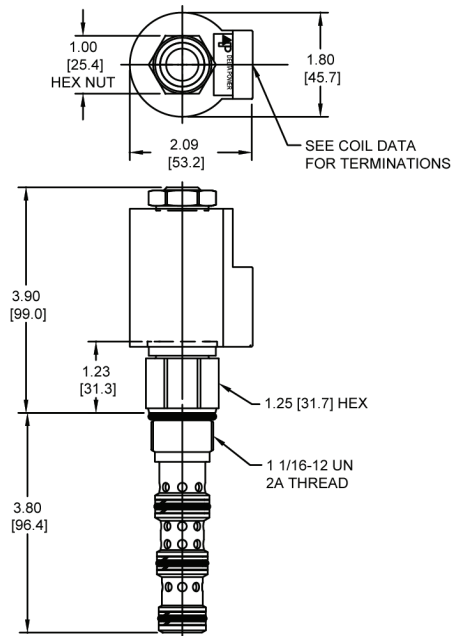 1.00
[25.4]
HEX NUT
DELTA POWER
1.80
[45.7]
2.09
[53.2]
SEE COIL DATA
FOR TERMINATIONS
3.90
[99.0]
1.23
[31.3]
1.25 [31.7] HEX
1 1/16-12 UN
2A THREAD
3.80
[96.4]